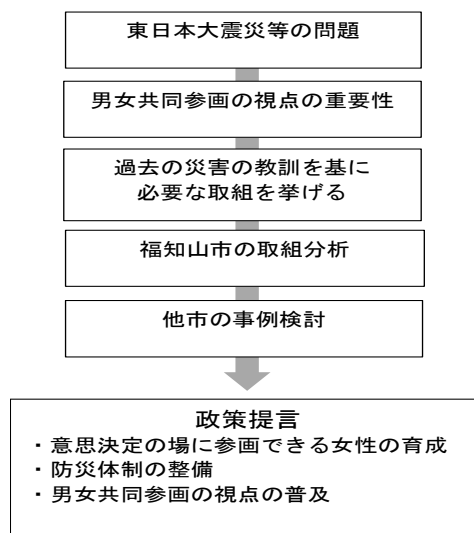 東日本大震災等の問題
男女共同参画の視点の重要性
過去の災害の教訓を基に
必要な取組を挙げる
福知山市の取組分析
他市の事例検討
政策提言
・意思決定の場に参画できる女性の育成
・防災体制の整備
・男女共同参画の視点の普及